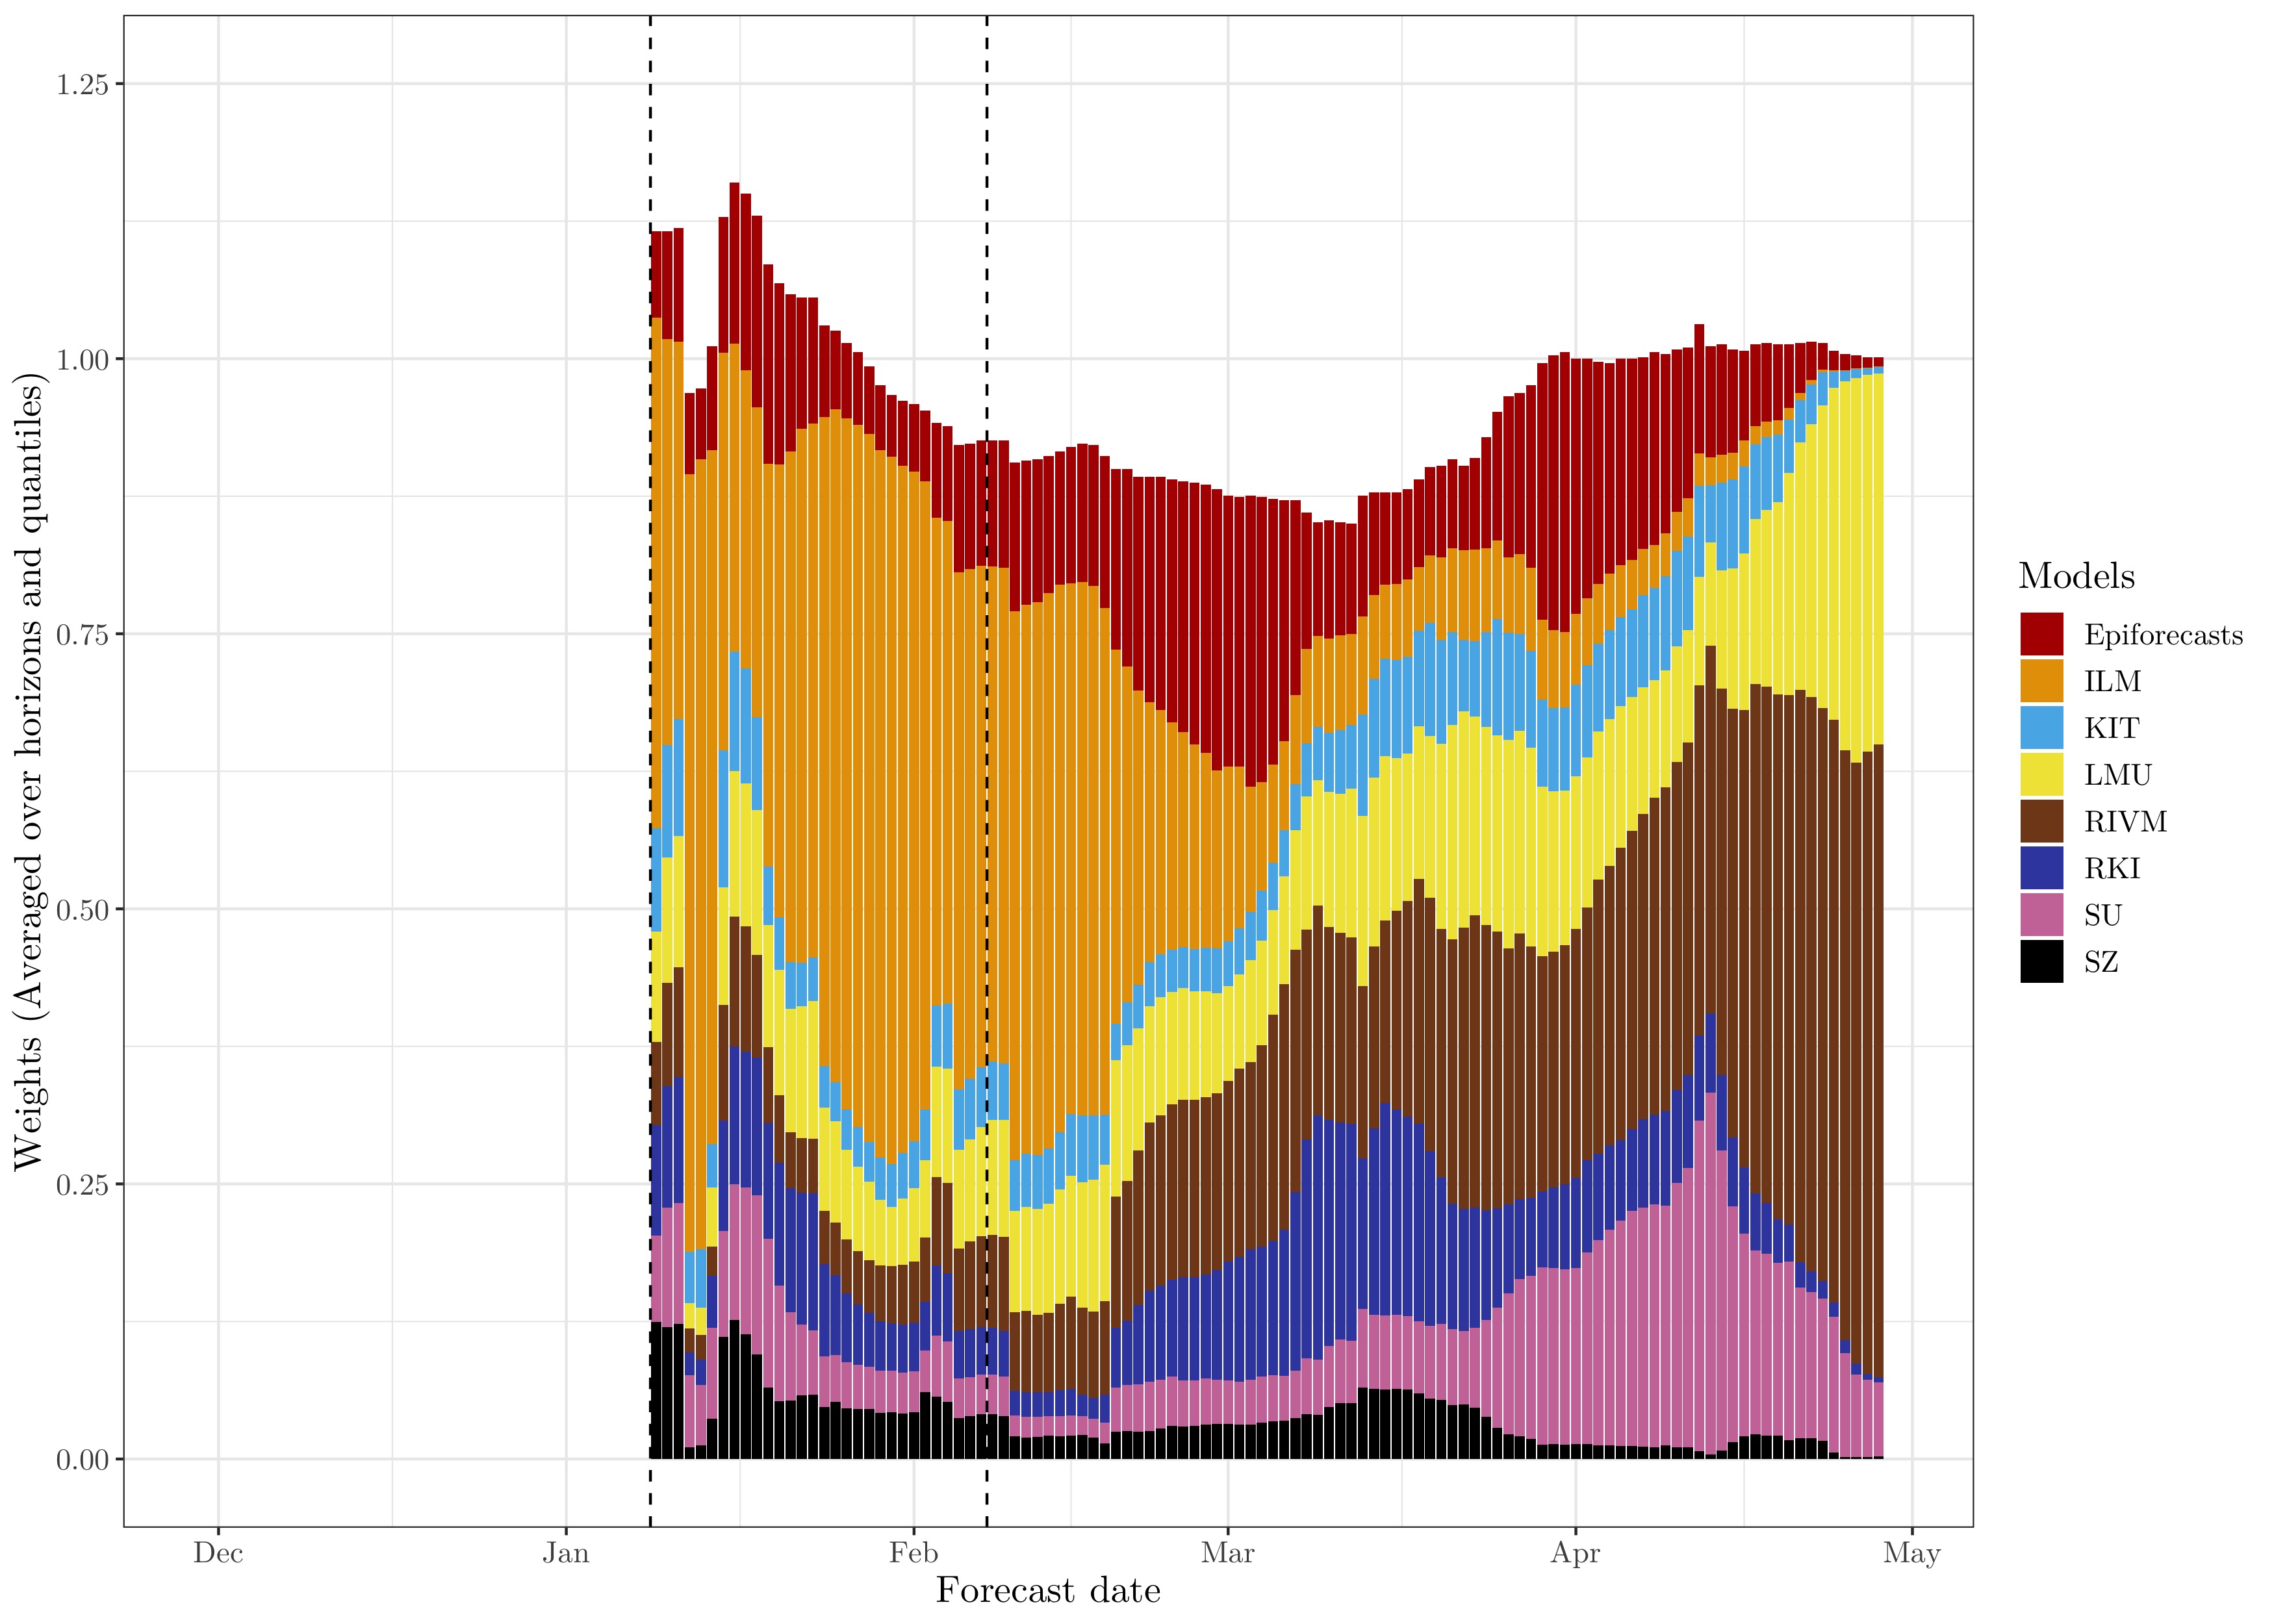 Weights (Averaged over horizons and quantiles)
1.25
1.00
0.75
0.50
0.25
0.00
Dec Jan Feb Mar Apr May
Forecast date
Models
Epiforecasts
ILM
KIT
LMU
RIVM
RKI
SU
SZ